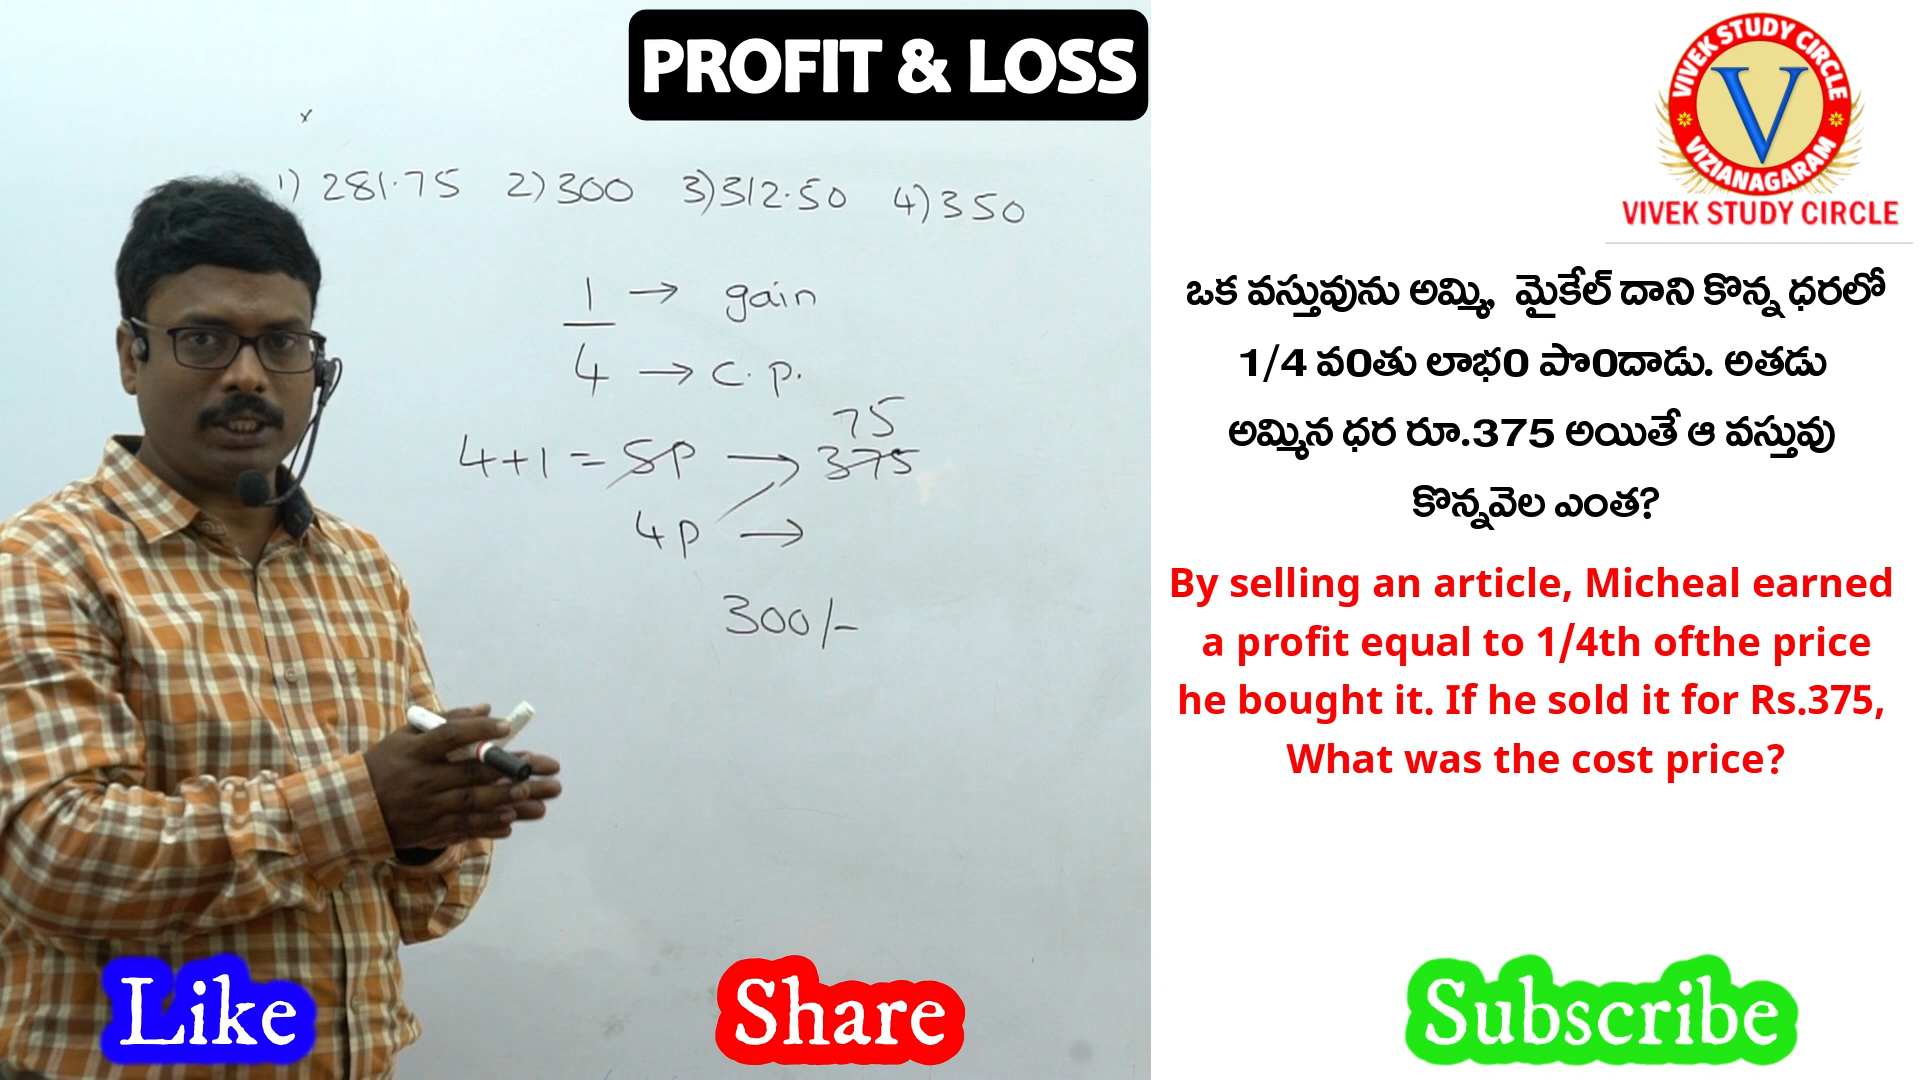 PROFIT & LOSS
VIVEK STUDY CIRCLE
V
VIZIANAGARAM
VIVEK STUDY CIRCLE
1) 281.75 2) 300 3) 312.50 4) 350
1 → gain
4 → c.p.
75
4+1 = 5P → 375
4P →
300/-
ఒక వస్తువును అమ్మి, మైకేల్ దాని కొన్న ధరలో
1/4 వ0తు లాభ0 పొ0దాడు. అతడు
అమ్మిన ధర రూ.375 అయితే ఆ వస్తువు
కొన్నవెల ఎంత?
By selling an article, Micheal earned
a profit equal to 1/4th ofthe price
he bought it. If he sold it for Rs.375,
What was the cost price?
Like
Share
Subscribe